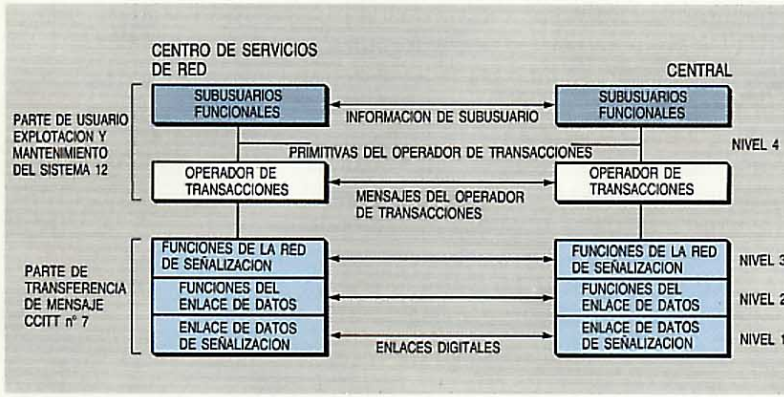 CENTRO DE SERVICIOS
DE RED
CENTRAL
SUBUSUARIOS
FUNCIONALES
INFORMACION DE SUBUSUARIO
SUBUSUARIOS
FUNCIONALES
PARTE DE USUARIO
EXPLOTACION Y
MANTENIMIENTO
DEL SISTEMA 12
PRIMITIVAS DEL OPERADOR DE TRANSACCIONES
NIVEL 4
OPERADOR DE
TRANSACCIONES
MENSAJES DEL OPERADOR
DE TRANSACCIONES
OPERADOR DE
TRANSACCIONES
PARTE DE
TRANSFERENCIA
DE MENSAJE
CCITT nº 7
FUNCIONES DE LA RED
DE SEÑALIZACION
FUNCIONES DE LA RED
DE SEÑALIZACION
NIVEL 3
FUNCIONES DEL
ENLACE DE DATOS
FUNCIONES DEL
ENLACE DE DATOS
NIVEL 2
ENLACE DE DATOS
DE SEÑALIZACION
ENLACES DIGITALES
ENLACE DE DATOS
DE SEÑALIZACION
NIVEL 1